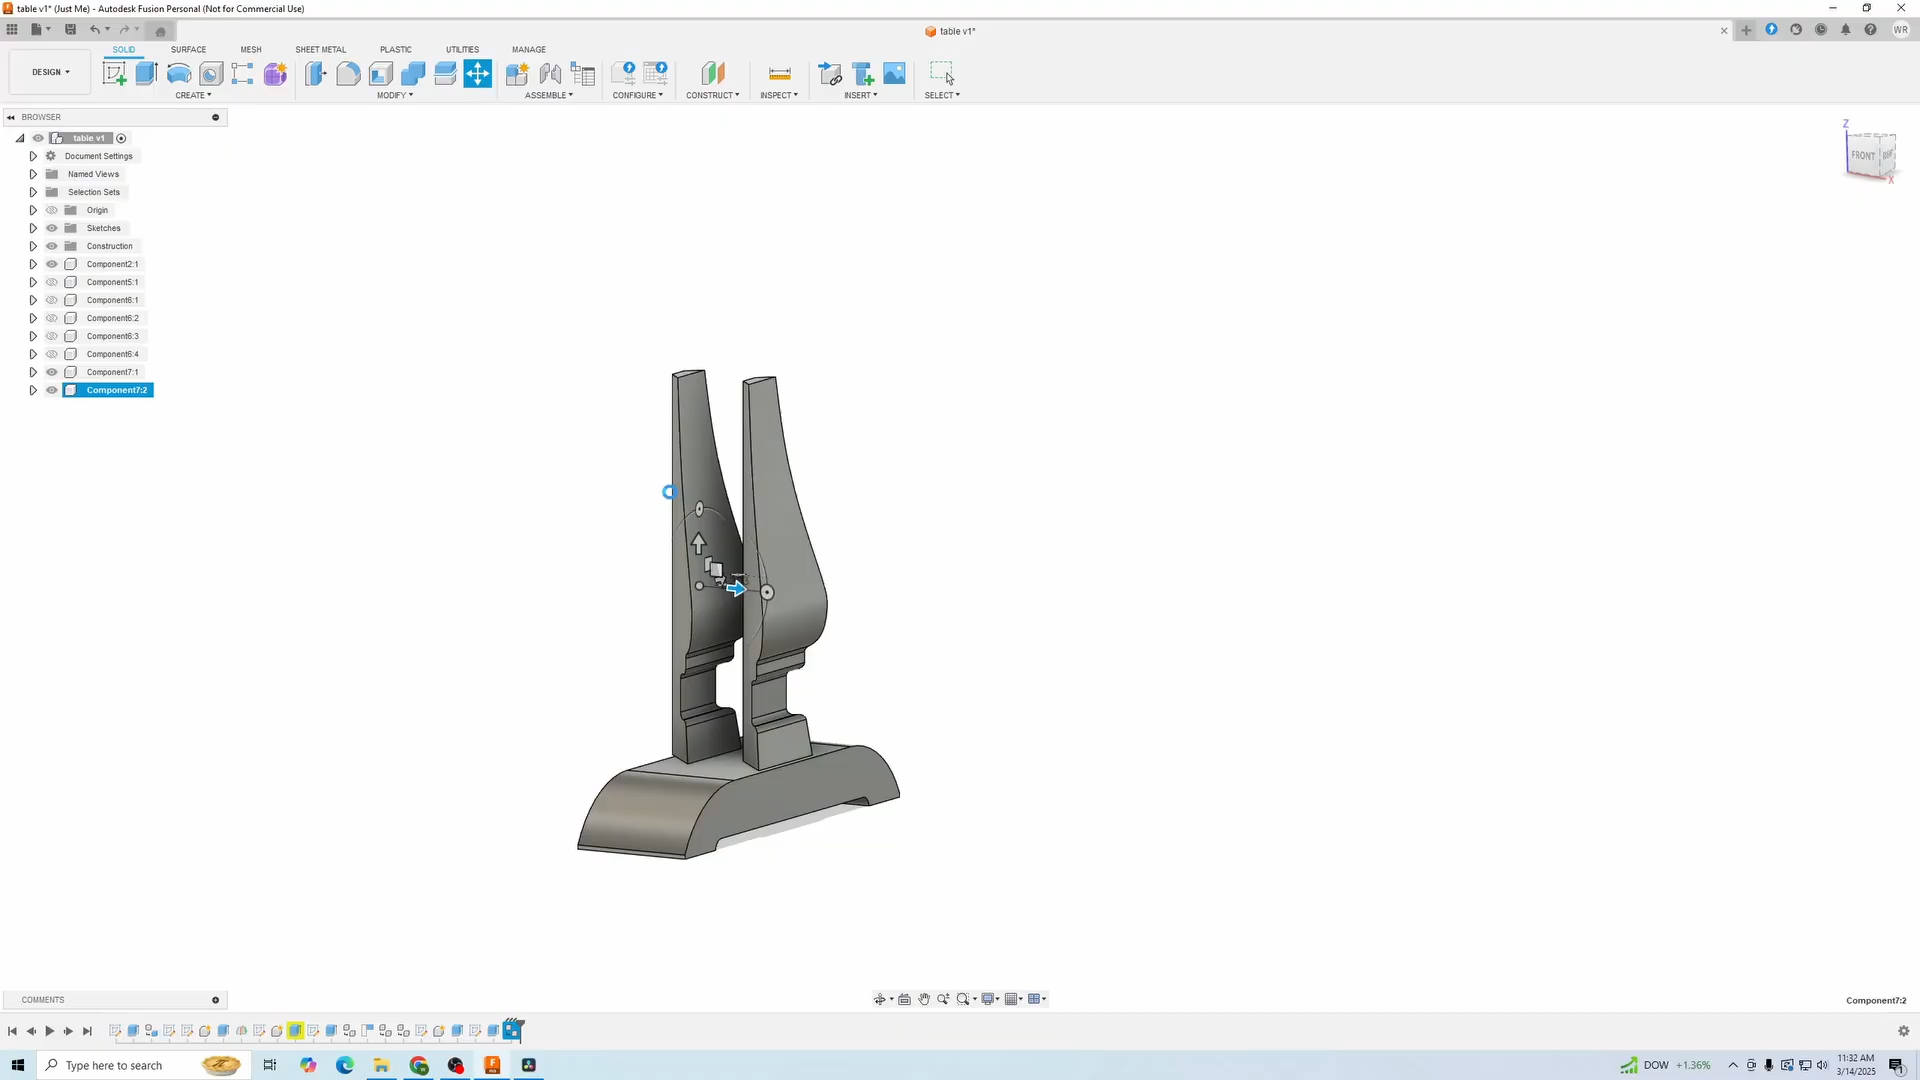 table v1* (Just Me) - Autodesk Fusion Personal (Not for Commercial Use)
table v1*
WR
SOLID SURFACE MESH SHEET METAL PLASTIC UTILITIES MANAGE
DESIGN
CREATE MODIFY ASSEMBLE CONFIGURE CONSTRUCT INSPECT INSERT SELECT
BROWSER
table v1
Document Settings
Named Views
Selection Sets
Origin
Sketches
Construction
Component2:1
Component5:1
Component6:1
Component6:2
Component6:3
Component6:4
Component7:1
Component7:2
Z
FRONT
X
COMMENTS
Component7:2
Type here to search
DOW +1.36%
11:32 AM
3/14/2025